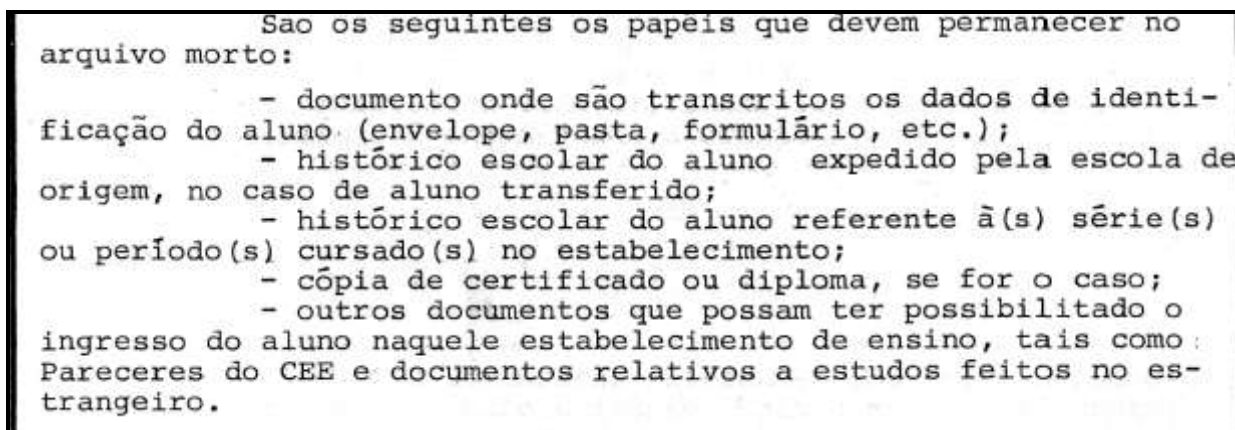 Sao os seguintes os papéis que devem permanecer no
arquivo morto:
- documento onde são transcritos os dados de identi-
ficação do aluno (envelope, pasta, formulário, etc.);
- histórico escolar do aluno expedido pela escola de
origem, no caso de aluno transferido;
- histórico escolar do aluno referente à(s) série(s)
ou período(s) cursado(s) no estabelecimento;
- cópia de certificado ou diploma, se for o caso;
- outros documentos que possam ter possibilitado o
ingresso do aluno naquele estabelecimento de ensino, tais como
Pareceres do CEE e documentos relativos a estudos feitos no es-
trangeiro.